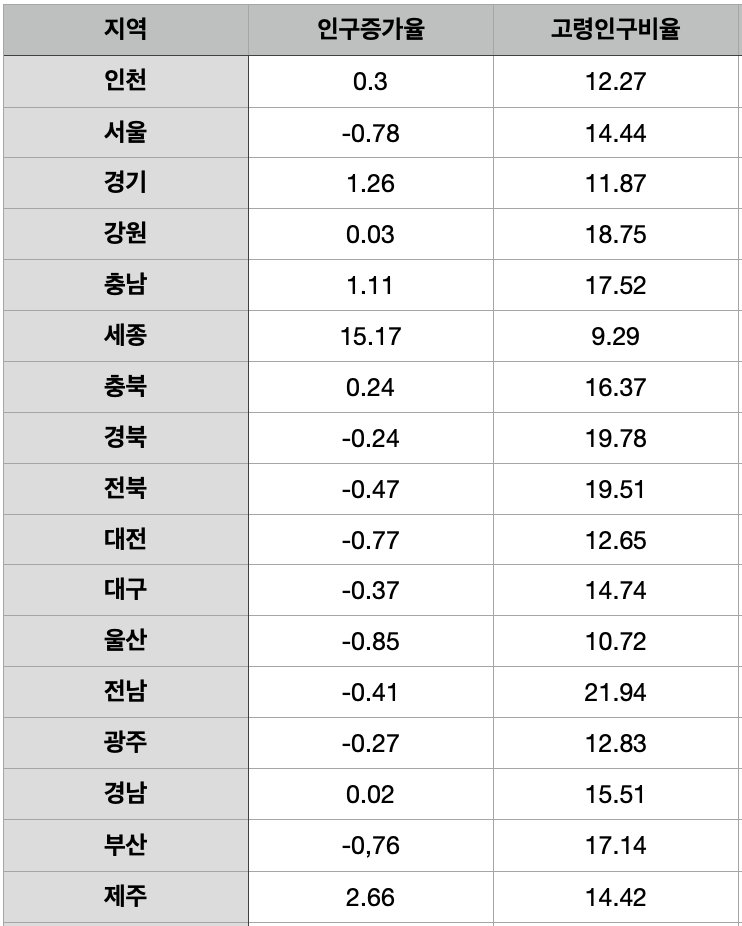 지역 인구증가율 고령인구비율
인천 0.3 12.27
서울 -0.78 14.44
경기 1.26 11.87
강원 0.03 18.75
충남 1.11 17.52
세종 15.17 9.29
충북 0.24 16.37
경북 -0.24 19.78
전북 -0.47 19.51
대전 -0.77 12.65
대구 -0.37 14.74
울산 -0.85 10.72
전남 -0.41 21.94
광주 -0.27 12.83
경남 0.02 15.51
부산 -0,76 17.14
제주 2.66 14.42